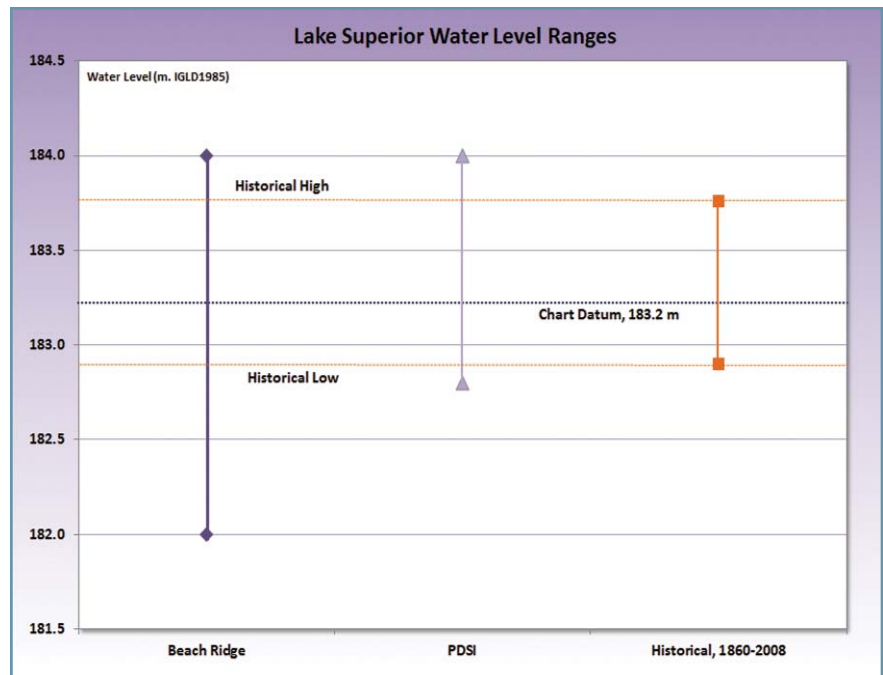 Lake Superior Water Level Ranges
184.5
Water Level (m. IGLD1985)
184.0
Historical High
183.5
Chart Datum, 183.2 m
183.0
Historical Low
182.5
182.0
181.5
Beach Ridge
PDSI
Historical, 1860-2008